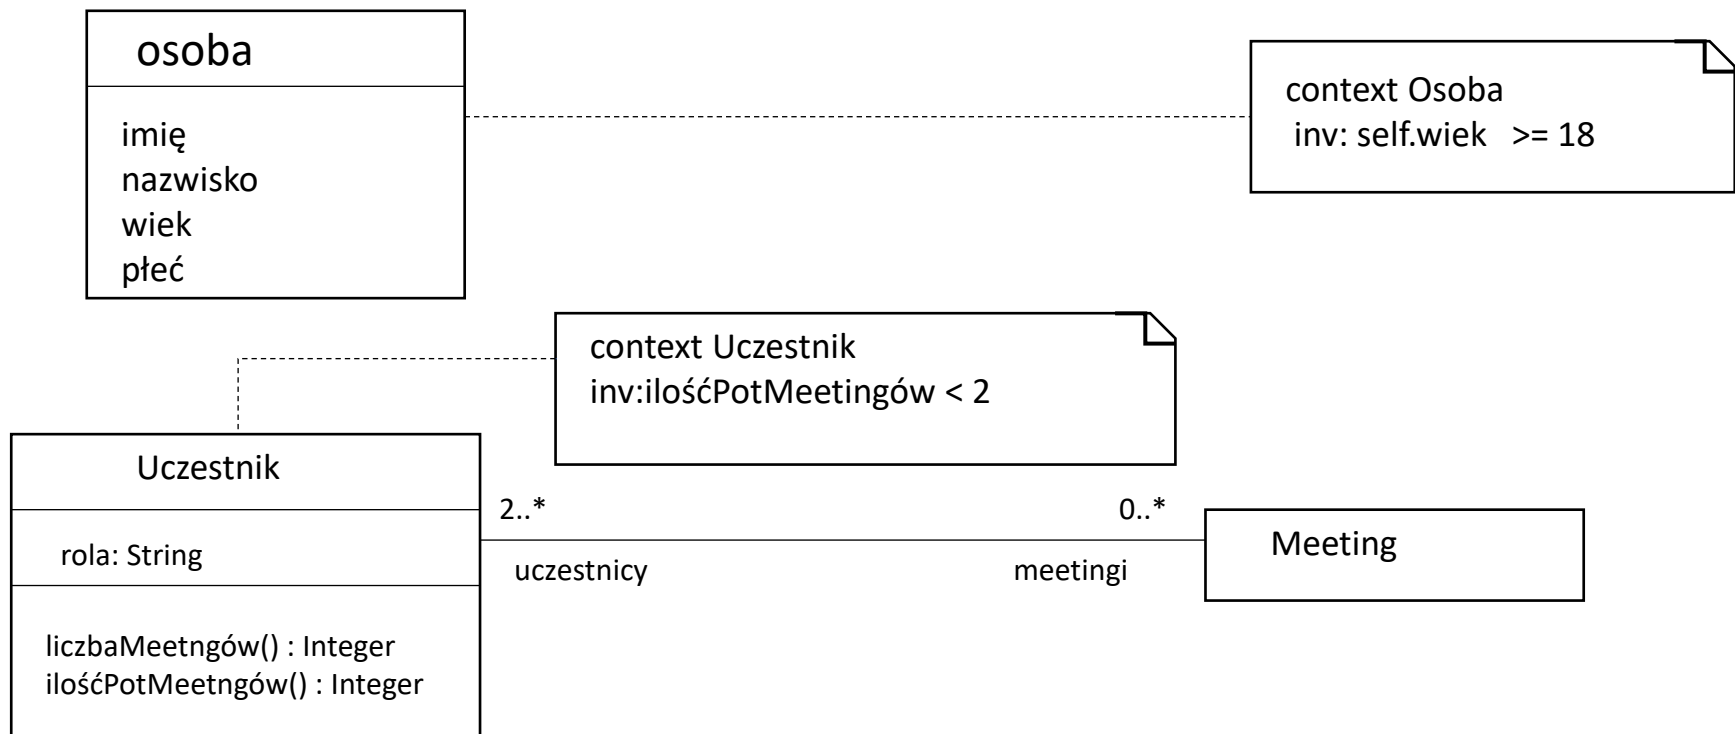 osoba
imię
nazwisko
wiek
płeć
context Osoba
inv: self.wiek >= 18
context Uczestnik
inv:ilośćPotMeetingów < 2
Uczestnik
rola: String
liczbaMeetngów() : Integer
ilośćPotMeetngów() : Integer
2..*
0..*
uczestnicy
meetingi
Meeting